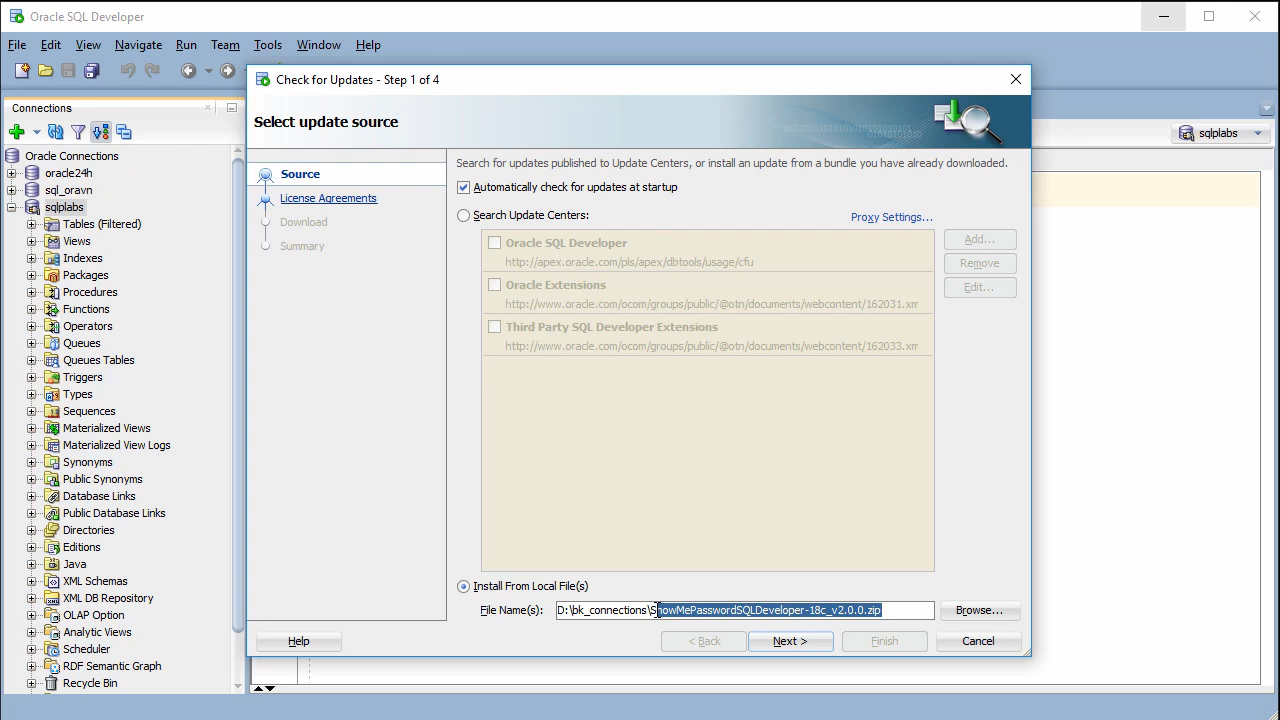 Oracle SQL Developer
File Edit View Navigate Run Team Tools Window Help
Check for Updates - Step 1 of 4
Select update source
Connections
sqlplabs
Oracle Connections
oracle24h
sql_oravn
sqlplabs
Tables (Filtered)
Views
Indexes
Packages
Procedures
Functions
Operators
Queues
Queues Tables
Triggers
Types
Sequences
Materialized Views
Materialized View Logs
Synonyms
Public Synonyms
Database Links
Public Database Links
Directories
Editions
Java
XML Schemas
XML DB Repository
OLAP Option
Analytic Views
Scheduler
RDF Semantic Graph
Recycle Bin
Source
License Agreements
Download
Summary
Search for updates published to Update Centers, or install an update from a bundle you have already downloaded.
Automatically check for updates at startup
Search Update Centers: Proxy Settings...
Oracle SQL Developer
http://apex.oracle.com/pls/apex/dbtools/usage/cfu
Oracle Extensions
http://www.oracle.com/ocom/groups/public/@otn/documents/webcontent/162031.xm
Third Party SQL Developer Extensions
http://www.oracle.com/ocom/groups/public/@otn/documents/webcontent/162033.xm
Add...
Remove
Edit...
Install From Local File(s)
File Name(s): D:\bk_connections\ShowMePasswordSQLDeveloper-18c_v2.0.0.zip Browse...
Help < Back Next > Finish Cancel